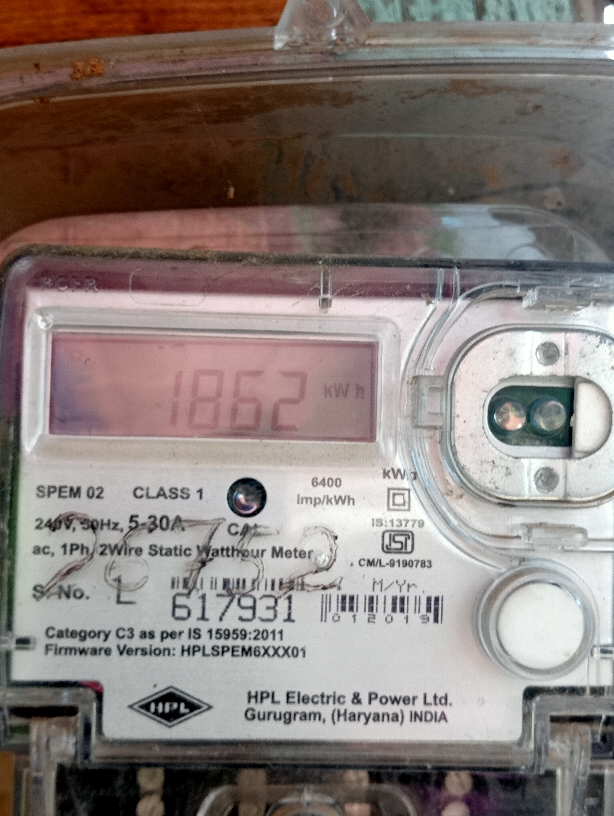 1862 kWh
SPEM 02 CLASS 1
6400
imp/kWh
240V, 50Hz, 5-30A CAL
IS:13779
ac, 1Ph, 2Wire Static Watthour Meter
CM/L-9190783
26752
S. No. L 617931
M/Yr.
012019
Category C3 as per IS 15959:2011
Firmware Version: HPLSPEM6XXX01
HPL
HPL Electric & Power Ltd.
Gurugram, (Haryana) INDIA